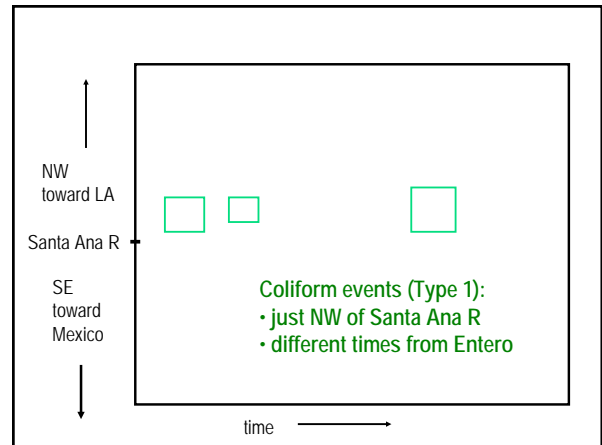 NW
toward LA
Santa Ana R
SE
toward
Mexico
Coliform events (Type 1):
• just NW of Santa Ana R
• different times from Entero
time